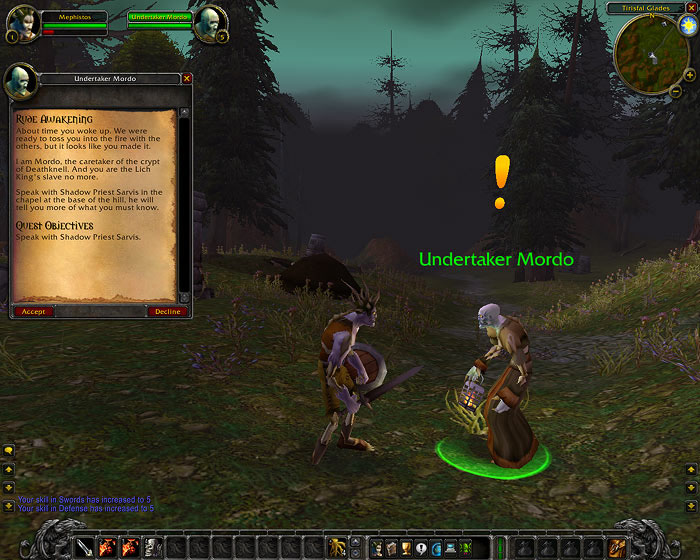 Mephistos
Undertaker Mordo
Tirisfal Glades
N
Undertaker Mordo
Rude Awakening
About time you woke up. We were
ready to toss you into the fire with the
others, but it looks like you made it.
I am Mordo, the caretaker of the crypt
of Deathknell. And you are the Lich
King's slave no more.
Speak with Shadow Priest Sarvis in the
chapel at the base of the hill, he will
tell you more of what you must know.
Quest Objectives
Speak with Shadow Priest Sarvis.
Accept
Decline
!
Undertaker Mordo
Your skill in Swords has increased to 5
Your skill in Defense has increased to 5